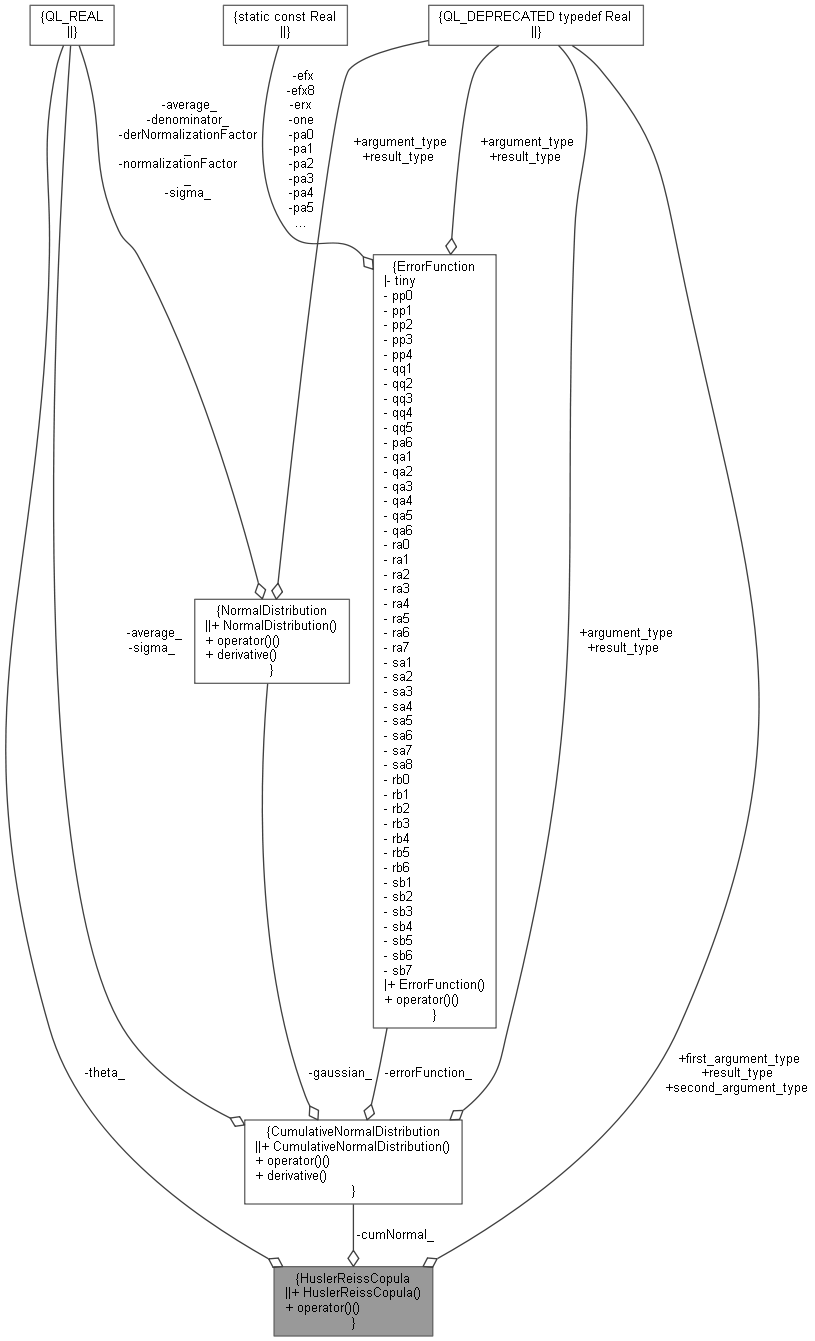 {QL_REAL
||}
{static const Real
||}
{QL_DEPRECATED typedef Real
||}
-efx
-efx8
-erx
-one
-pa0
-pa1
-pa2
-pa3
-pa4
-pa5
...
-average_
-denominator_
-derNormalizationFactor
_
-normalizationFactor
_
-sigma_
+argument_type
+result_type
+argument_type
+result_type
{ErrorFunction
|- tiny
- pp0
- pp1
- pp2
- pp3
- pp4
- qq1
- qq2
- qq3
- qq4
- qq5
- pa6
- qa1
- qa2
- qa3
- qa4
- qa5
- qa6
- ra0
- ra1
- ra2
- ra3
- ra4
- ra5
- ra6
- ra7
- sa1
- sa2
- sa3
- sa4
- sa5
- sa6
- sa7
- sa8
- rb0
- rb1
- rb2
- rb3
- rb4
- rb5
- rb6
- sb1
- sb2
- sb3
- sb4
- sb5
- sb6
- sb7
|+ ErrorFunction()
+ operator()()
}
{NormalDistribution
||+ NormalDistribution()
+ operator()()
+ derivative()
}
-average_
-sigma_
+argument_type
+result_type
-theta_
-gaussian_
-errorFunction_
+first_argument_type
+result_type
+second_argument_type
{CumulativeNormalDistribution
||+ CumulativeNormalDistribution()
+ operator()()
+ derivative()
}
-cumNormal_
{HuslerReissCopula
||+ HuslerReissCopula()
+ operator()()
}